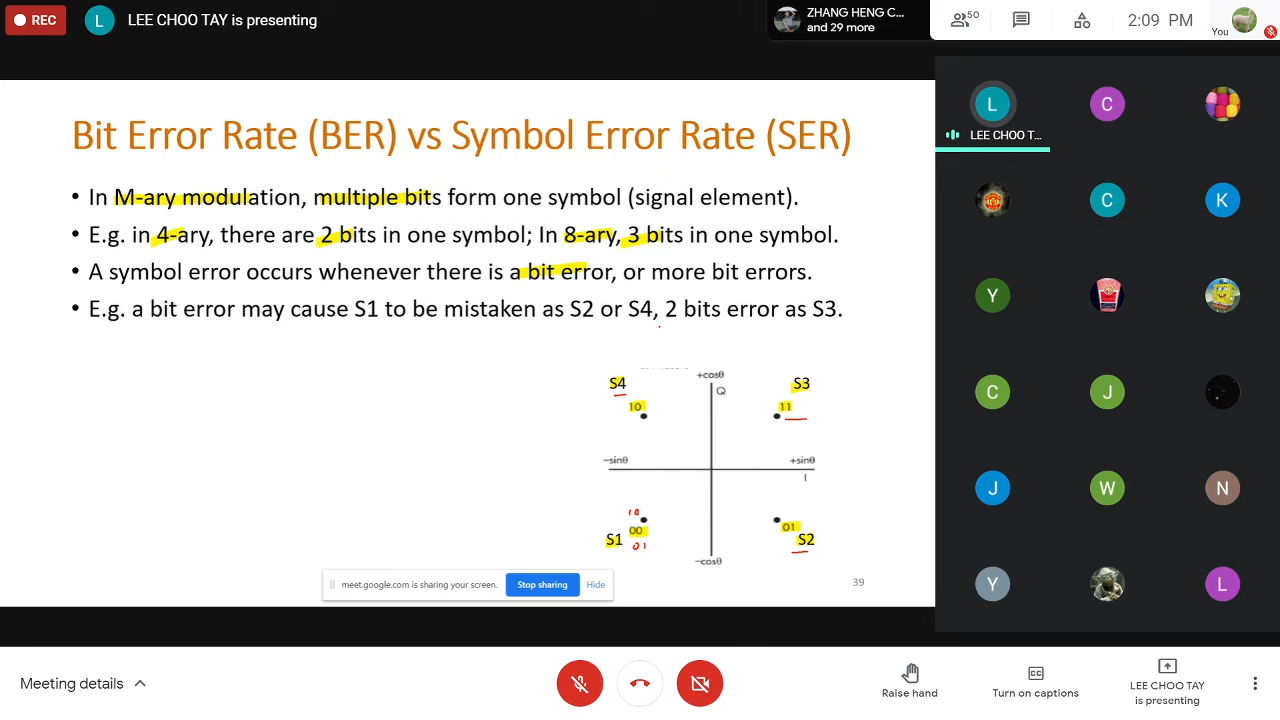 REC
L
LEE CHOO TAY is presenting
ZHANG HENG C...
and 29 more
50
2:09 PM
You
Bit Error Rate (BER) vs Symbol Error Rate (SER)
• In M-ary modulation, multiple bits form one symbol (signal element).
• E.g. in 4-ary, there are 2 bits in one symbol; In 8-ary, 3 bits in one symbol.
• A symbol error occurs whenever there is a bit error, or more bit errors.
• E.g. a bit error may cause S1 to be mistaken as S2 or S4, 2 bits error as S3.
+cosθ
Q
S4
S3
10
11
−sinθ
+sinθ
I
10
00
01
S1
01
S2
−cosθ
meet.google.com is sharing your screen.
Stop sharing
Hide
39
L
C
LEE CHOO T...
C
K
Y
C
J
J
W
N
Y
L
Meeting details
Raise hand
CC
Turn on captions
LEE CHOO TAY
is presenting